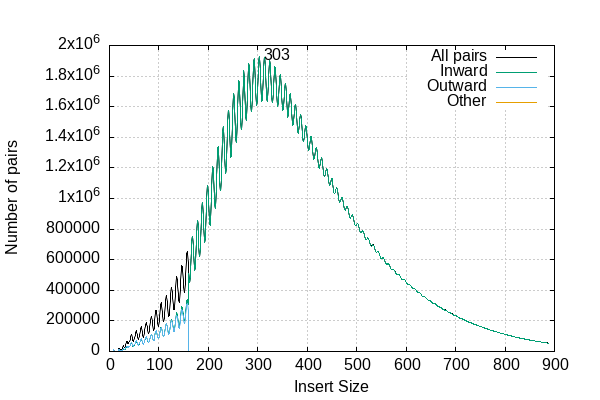 2x10⁶
1.8x10⁶
1.6x10⁶
1.4x10⁶
1.2x10⁶
1x10⁶
800000
600000
400000
200000
0
Number of pairs
303
All pairs
Inward
Outward
Other
0 100 200 300 400 500 600 700 800 900
Insert Size